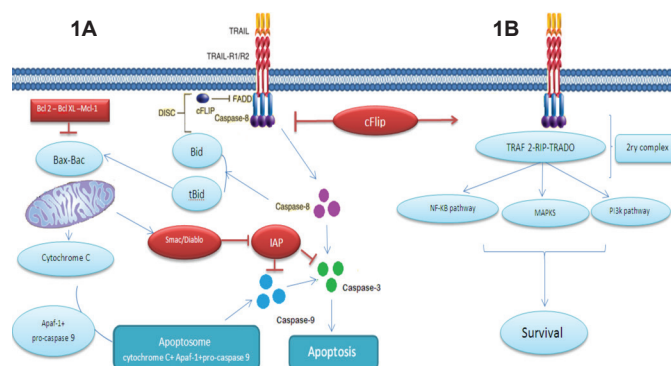 1A
1B
TRAIL
TRAIL-R1/R2
Bcl 2 – Bcl XL –Mcl-1
cFLIP
FADD
DISC
Caspase-8
cFlip
TRAF 2-RIP-TRADO
2ry complex
Bax-Bac
Bid
tBid
Caspase-8
NF-KB pathway
MAPKS
Pi3k pathway
Smac/Diablo
IAP
Cytochrome C
Caspase-3
Caspase-9
Apaf-1+
pro-caspase 9
Apoptosome
cytochrome C+ Apaf-1+pro-caspase 9
Apoptosis
Survival